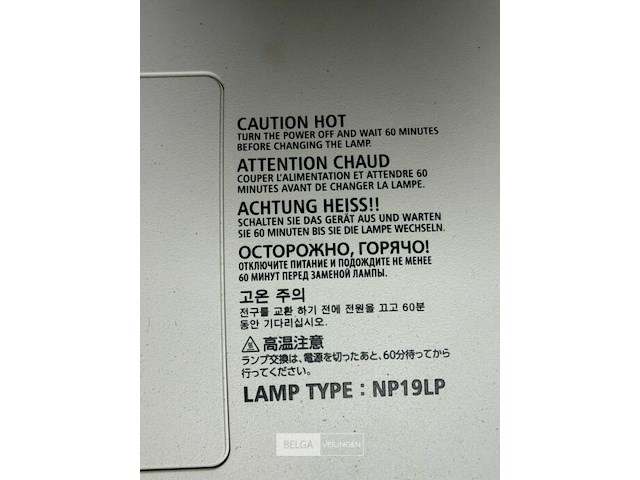 CAUTION HOT
TURN THE POWER OFF AND WAIT 60 MINUTES
BEFORE CHANGING THE LAMP.
ATTENTION CHAUD
COUPER L'ALIMENTATION ET ATTENDRE 60
MINUTES AVANT DE CHANGER LA LAMPE.
ACHTUNG HEISS!!
SCHALTEN SIE DAS GERÄT AUS UND WARTEN
SIE 60 MINUTEN BIS SIE DIE LAMPE WECHSELN.
ОСТОРОЖНО, ГОРЯЧО!
ОТКЛЮЧИТЕ ПИТАНИЕ И ПОДОЖДИТЕ НЕ МЕНЕЕ
60 МИНУТ ПЕРЕД ЗАМЕНОЙ ЛАМПЫ.
고온 주의
전구를 교환 하기 전에 전원을 끄고 60분
동안 기다리십시오.
高温注意
ランプ交換は、電源を切ったあと、60分待ってから
行ってください。
LAMP TYPE : NP19LP
BELGA VEILINGEN